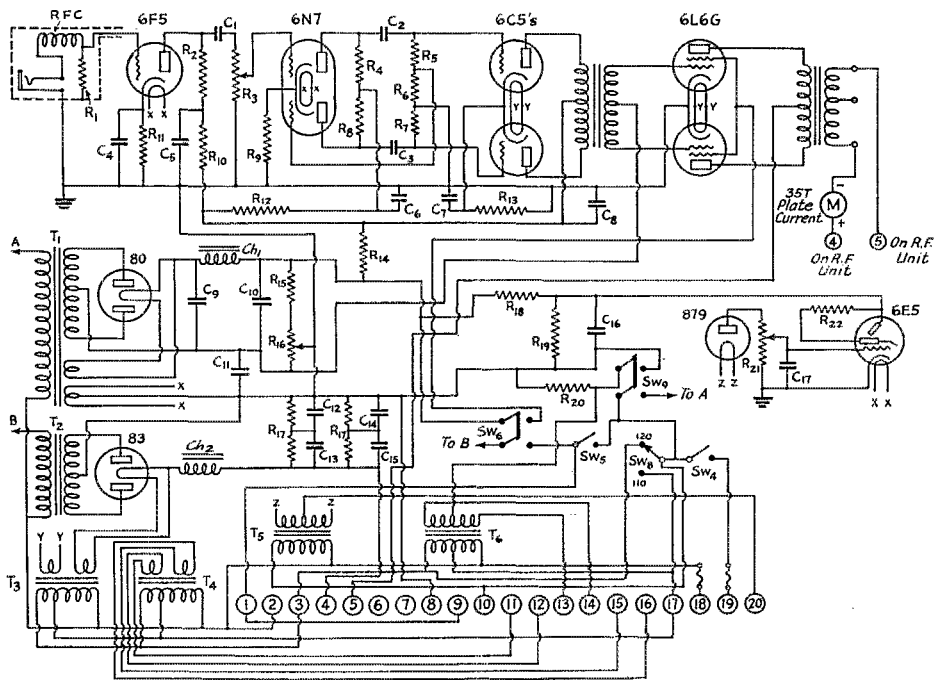 RFC
6F5
6N7
6C5's
6L6G
C1
C2
R2
R3
R4
R5
R6
R7
R1
R11
C4
C5
R10
R9
R8
C3
R12
C6
C7
R13
C8
R14
35T
Plate
Current
M
-
+
4
5
On R.F.
Unit
On R.F.
Unit
A
T1
80
Ch1
C9
C10
R15
R16
C11
X
X
R18
R19
C16
879
R21
R22
6E5
C17
Z Z
X X
X X
X X
Y Y
Y Y
B
T2
83
Ch2
R17
C12
C13
R17
C14
C15
R20
Sw9
To A
Sw6
To B
Sw5
120
Sw8
110
Sw4
Y Y
T3
T4
Z Z
T5
T6
1 2 3 4 5 6 7 8 9 10 11 12 13 14 15 16 17 18 19 20